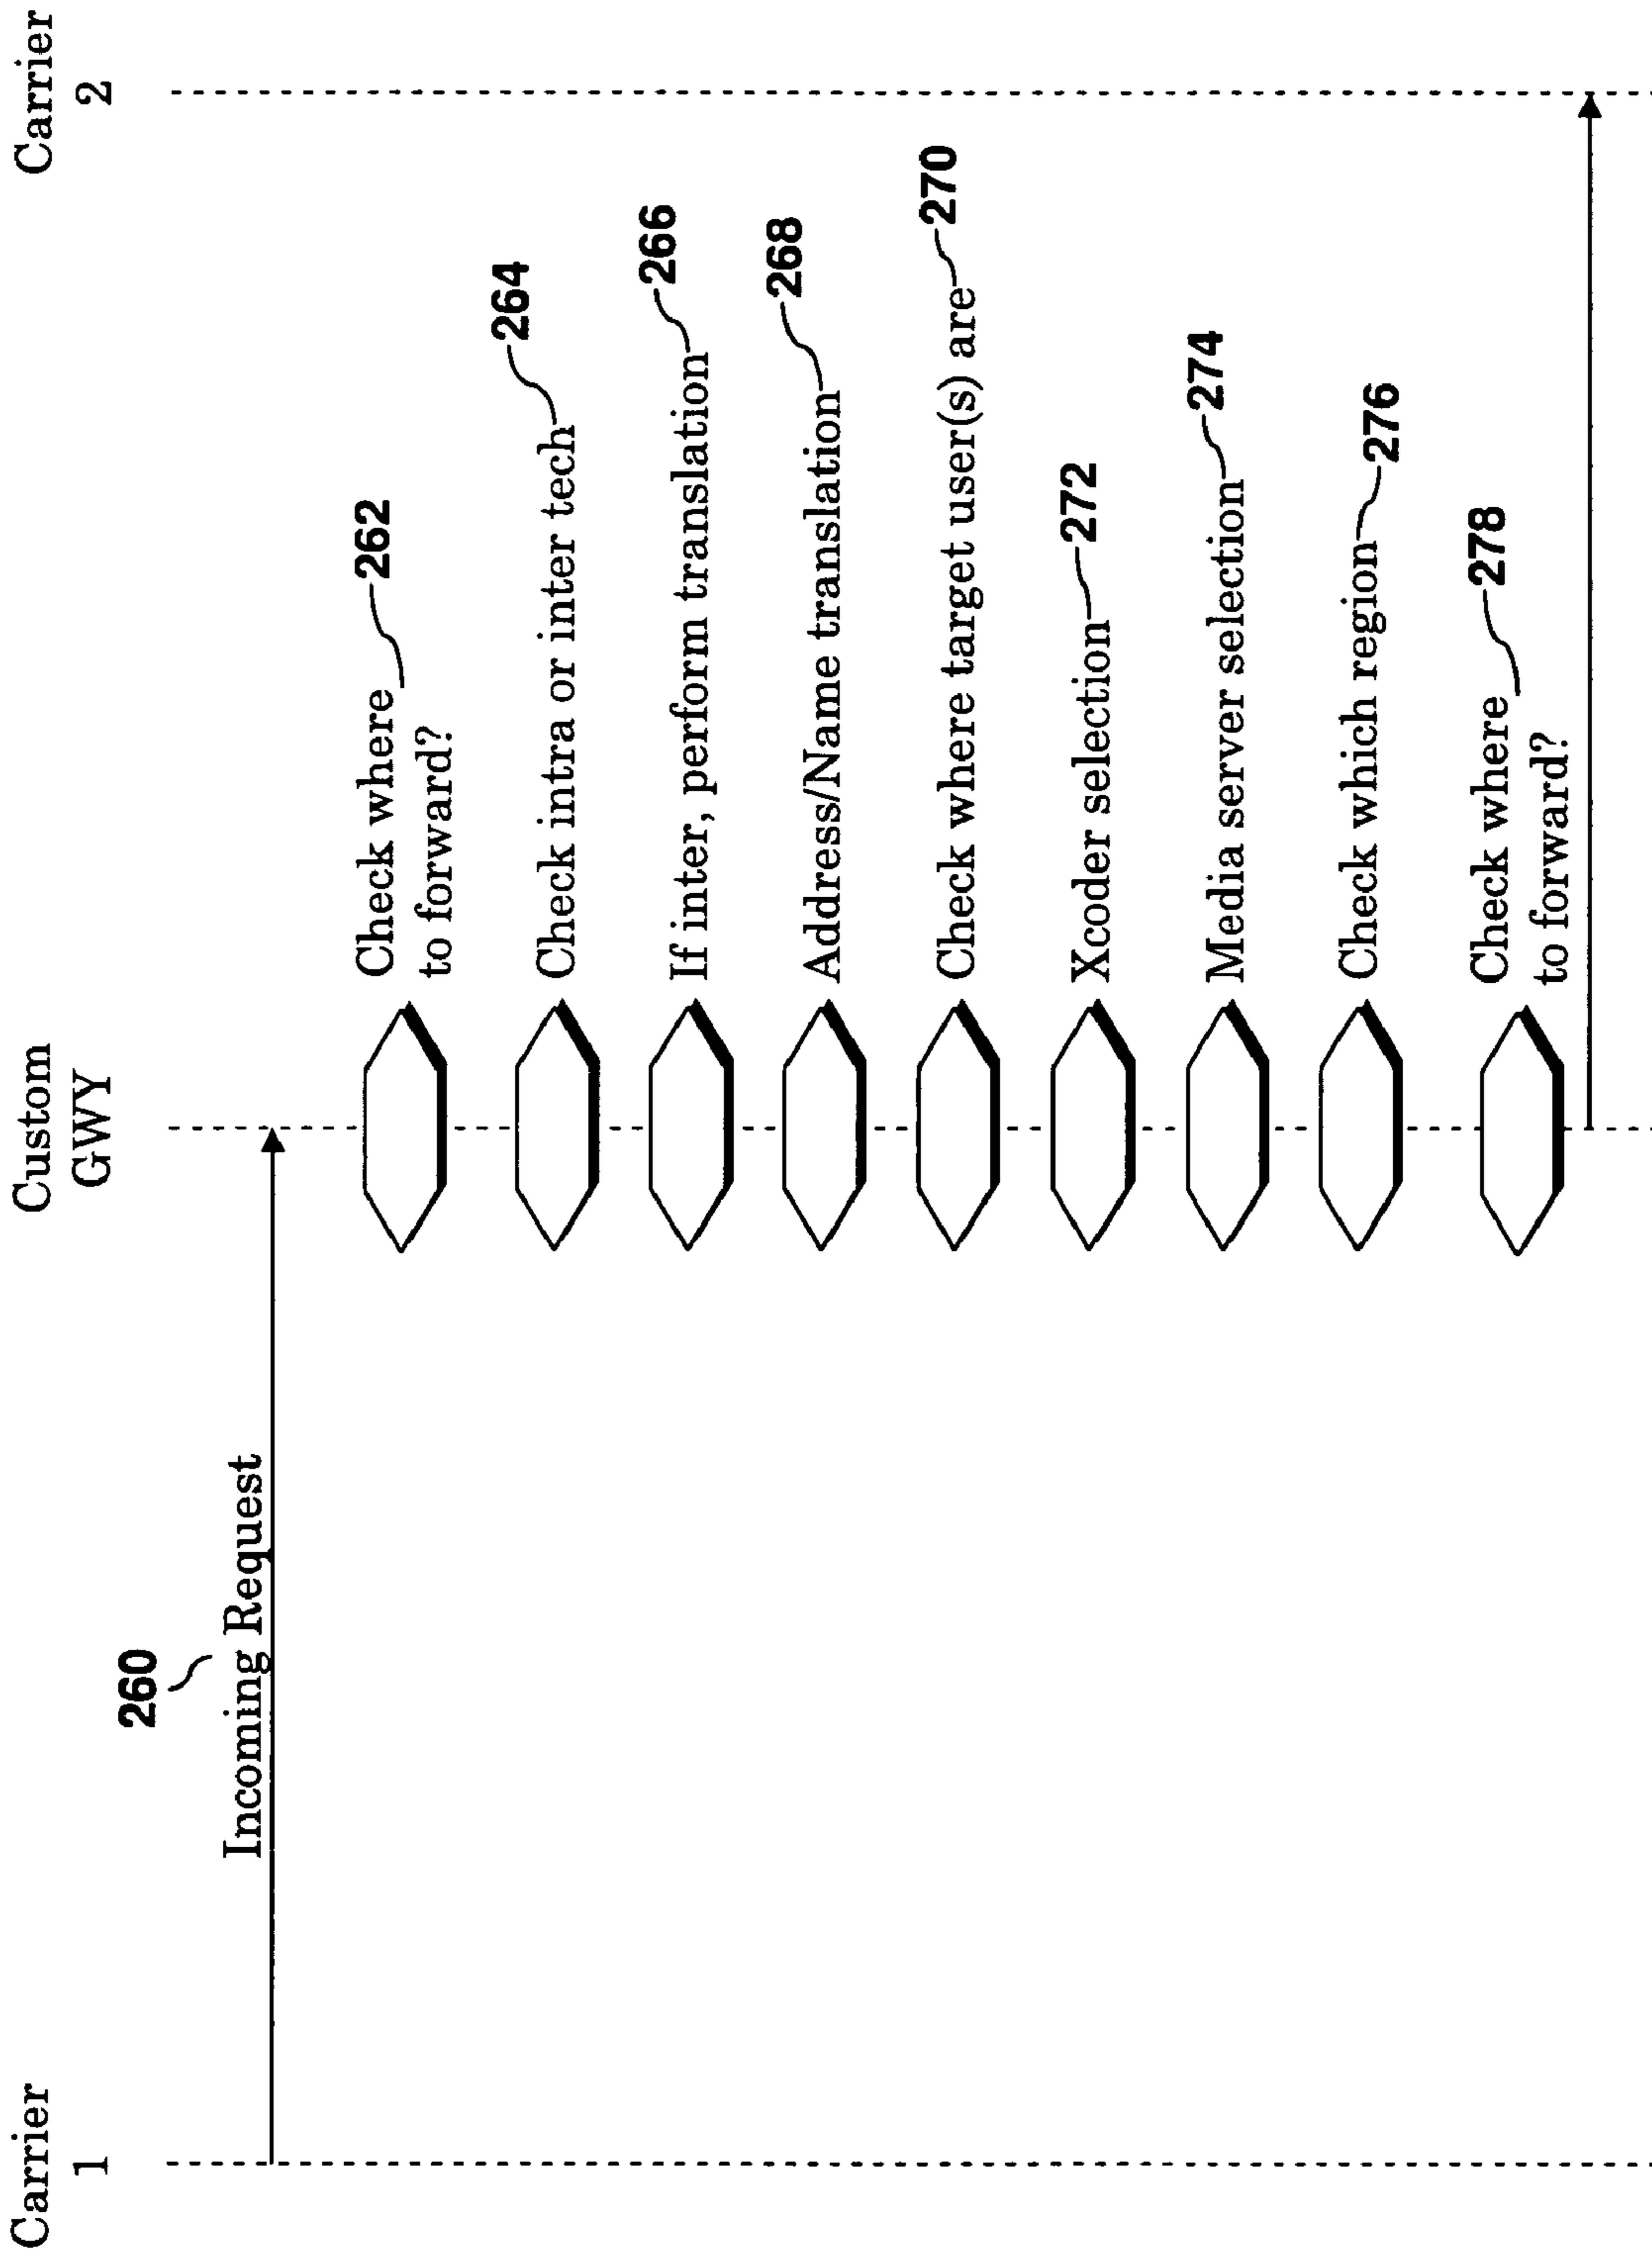 Carrier
1
Custom
GWY
Carrier
2
260
Incoming Request
Check where
to forward?
262
Check intra or inter tech
264
If inter, perform translation
266
Address/Name translation
268
Check where target user(s) are
270
Xcoder selection
272
Media server selection
274
Check which region
276
Check where
to forward?
278